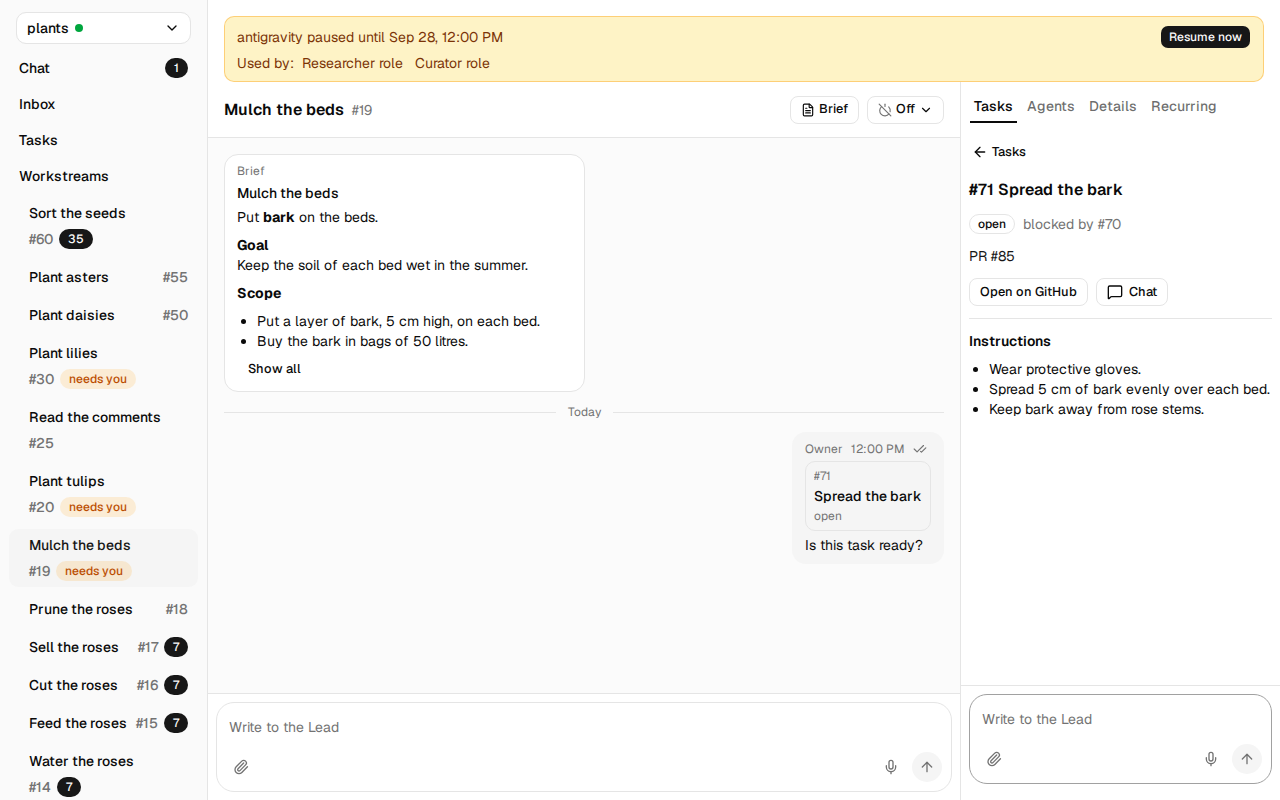 plants
Chat 1
Inbox
Tasks
Workstreams
Sort the seeds
#60 35
Plant asters #55
Plant daisies #50
Plant lilies
#30 needs you
Read the comments
#25
Plant tulips
#20 needs you
Mulch the beds
#19 needs you
Prune the roses #18
Sell the roses #17 7
Cut the roses #16 7
Feed the roses #15 7
Water the roses
#14 7
antigravity paused until Sep 28, 12:00 PM
Resume now
Used by: Researcher role Curator role
Mulch the beds #19
Brief
Off
Brief
Mulch the beds
Put bark on the beds.
Goal
Keep the soil of each bed wet in the summer.
Scope
• Put a layer of bark, 5 cm high, on each bed.
• Buy the bark in bags of 50 litres.
Show all
Today
Owner 12:00 PM
#71
Spread the bark
open
Is this task ready?
Write to the Lead
Tasks Agents Details Recurring
Tasks
#71 Spread the bark
open blocked by #70
PR #85
Open on GitHub Chat
Instructions
• Wear protective gloves.
• Spread 5 cm of bark evenly over each bed.
• Keep bark away from rose stems.
Write to the Lead